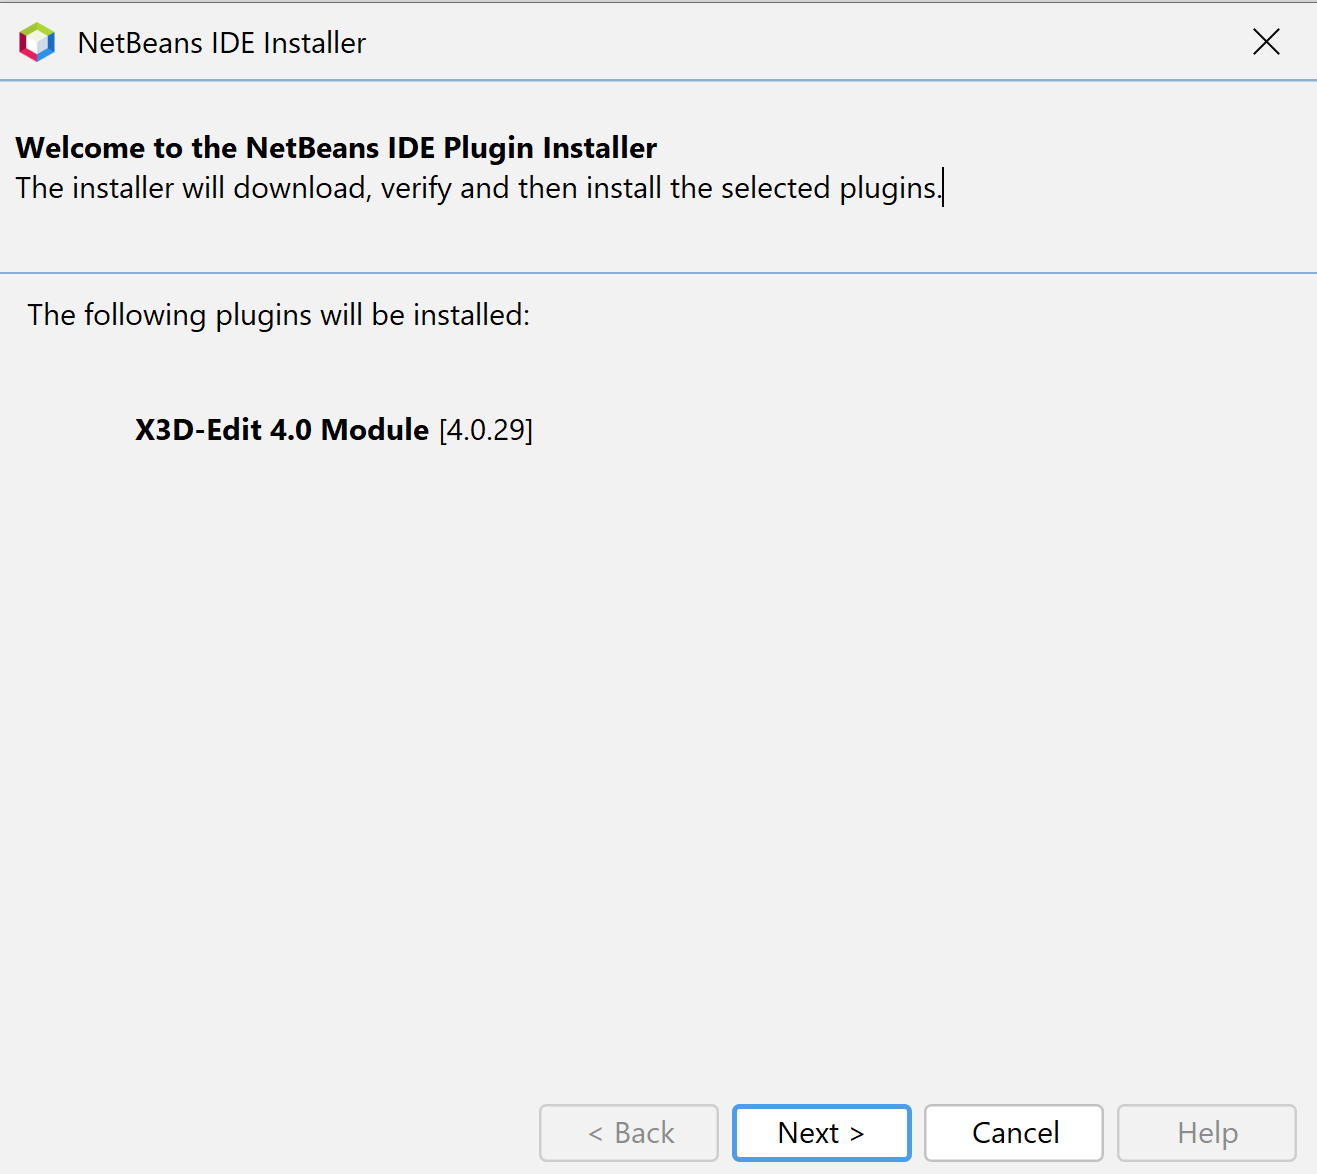 NetBeans IDE Installer
Welcome to the NetBeans IDE Plugin Installer
The installer will download, verify and then install the selected plugins.
The following plugins will be installed:
X3D-Edit 4.0 Module [4.0.29]
< Back Next > Cancel Help